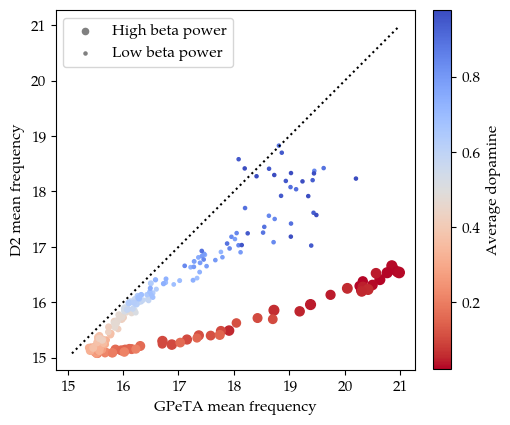 High beta power
Low beta power
21
20
19
18
17
16
15
D2 mean frequency
15 16 17 18 19 20 21
GPeTA mean frequency
0.8
0.6
0.4
0.2
Average dopamine